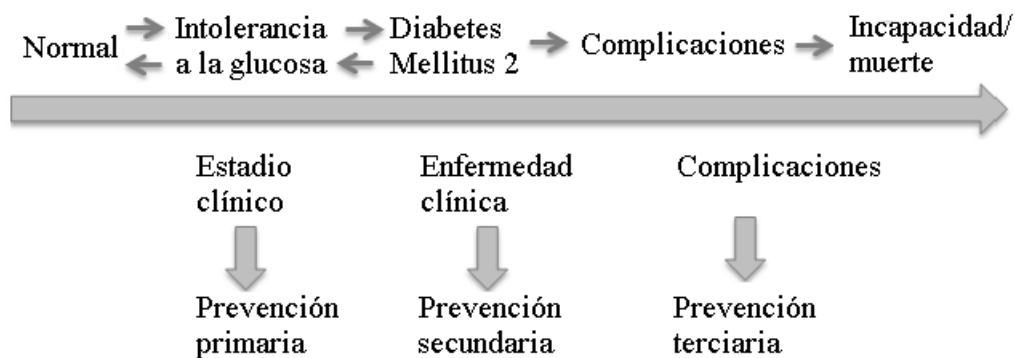 Normal
Intolerancia
a la glucosa
Diabetes
Mellitus 2
Complicaciones
Incapacidad/
muerte
Estadio
clínico
Enfermedad
clínica
Complicaciones
Prevención
primaria
Prevención
secundaria
Prevención
terciaria